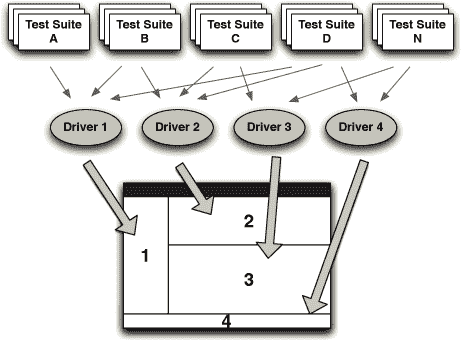 Test Suite
A
Test Suite
B
Test Suite
C
Test Suite
D
Test Suite
N
Driver 1
Driver 2
Driver 3
Driver 4
1
2
3
4